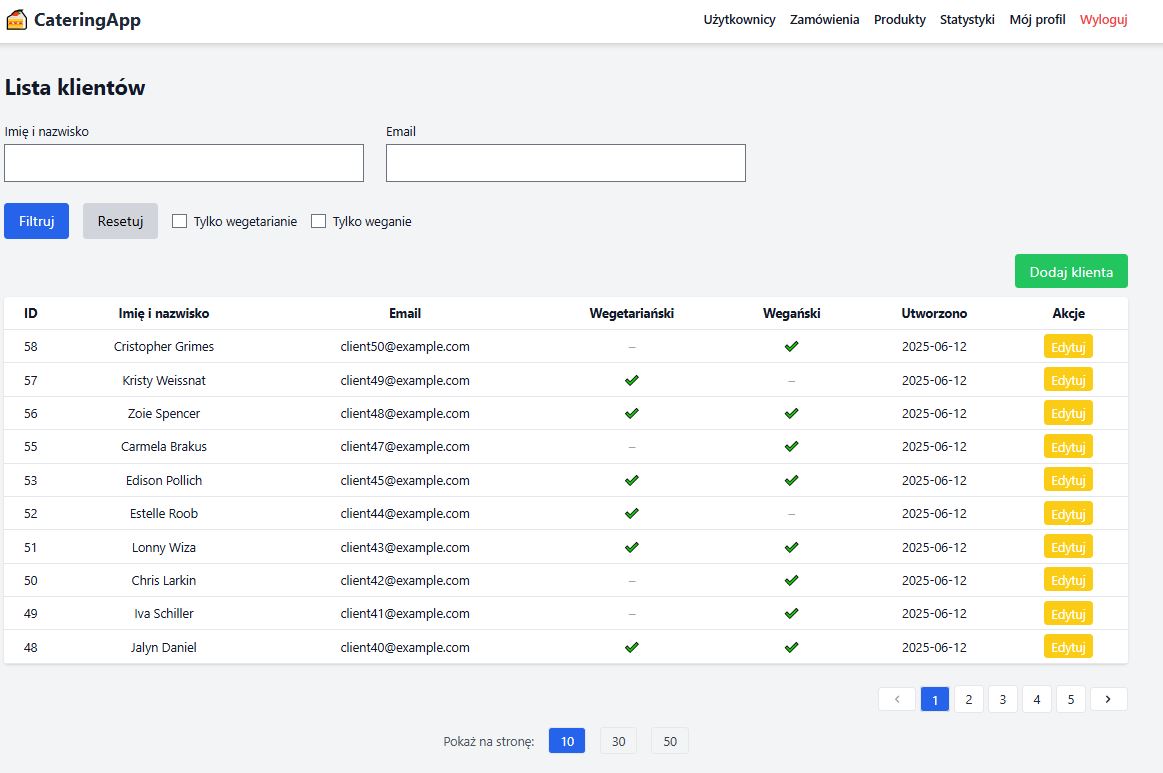 CateringApp
Użytkownicy Zamówienia Produkty Statystyki Mój profil Wyloguj
Lista klientów
Imię i nazwisko Email
Filtruj Resetuj Tylko wegetarianie Tylko weganie
Dodaj klienta
ID Imię i nazwisko Email Wegetariański Wegański Utworzono Akcje
58 Cristopher Grimes client50@example.com – ✔ 2025-06-12 Edytuj
57 Kristy Weissnat client49@example.com ✔ – 2025-06-12 Edytuj
56 Zoie Spencer client48@example.com ✔ ✔ 2025-06-12 Edytuj
55 Carmela Brakus client47@example.com – ✔ 2025-06-12 Edytuj
53 Edison Pollich client45@example.com ✔ ✔ 2025-06-12 Edytuj
52 Estelle Roob client44@example.com ✔ – 2025-06-12 Edytuj
51 Lonny Wiza client43@example.com ✔ ✔ 2025-06-12 Edytuj
50 Chris Larkin client42@example.com – ✔ 2025-06-12 Edytuj
49 Iva Schiller client41@example.com – ✔ 2025-06-12 Edytuj
48 Jalyn Daniel client40@example.com ✔ ✔ 2025-06-12 Edytuj
‹ 1 2 3 4 5 ›
Pokaż na stronę: 10 30 50